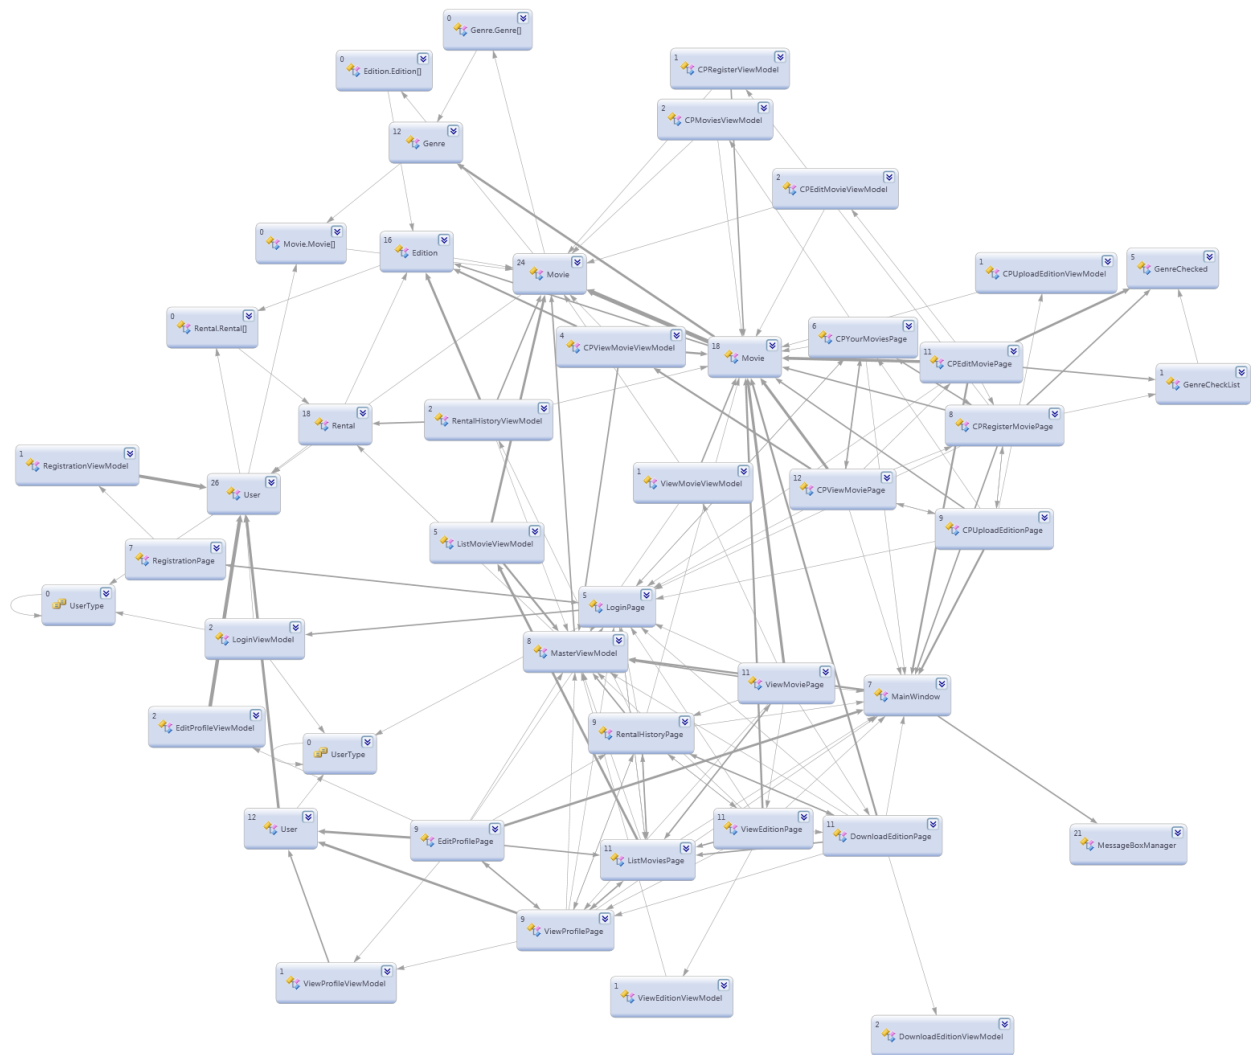 0 Genre.Genre[]
0 Edition.Edition[]
1 CPRegisterViewModel
2 CPMoviesViewModel
12 Genre
2 CPEditMovieViewModel
0 Movie.Movie[]
16 Edition
24 Movie
1 CPUploadEditionViewModel
5 GenreChecked
0 Rental.Rental[]
4 CPViewMovieViewModel
18 Movie
6 CPYourMoviesPage
11 CPEditMoviePage
1 GenreCheckList
18 Rental
2 RentalHistoryViewModel
8 CPRegisterMoviePage
1 RegistrationViewModel
26 User
1 ViewMovieViewModel
12 CPViewMoviePage
5 ListMovieViewModel
9 CPUploadEditionPage
7 RegistrationPage
0 UserType
5 LoginPage
2 LoginViewModel
8 MasterViewModel
11 ViewMoviePage
7 MainWindow
2 EditProfileViewModel
0 UserType
9 RentalHistoryPage
12 User
9 EditProfilePage
11 ViewEditionPage
11 DownloadEditionPage
21 MessageBoxManager
11 ListMoviesPage
9 ViewProfilePage
1 ViewProfileViewModel
1 ViewEditionViewModel
2 DownloadEditionViewModel